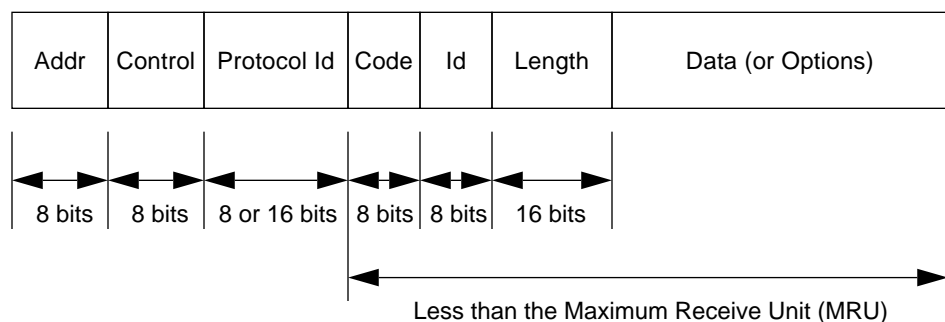 Addr Control Protocol Id Code Id Length Data (or Options)
8 bits 8 bits 8 or 16 bits 8 bits 8 bits 16 bits
Less than the Maximum Receive Unit (MRU)